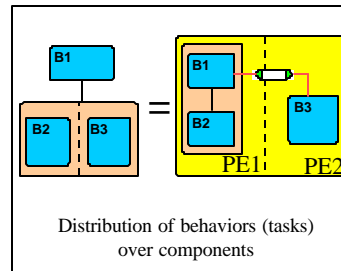 B1
B2
B3
=
B1
B2
B3
PE1
PE2
Distribution of behaviors (tasks)
over components